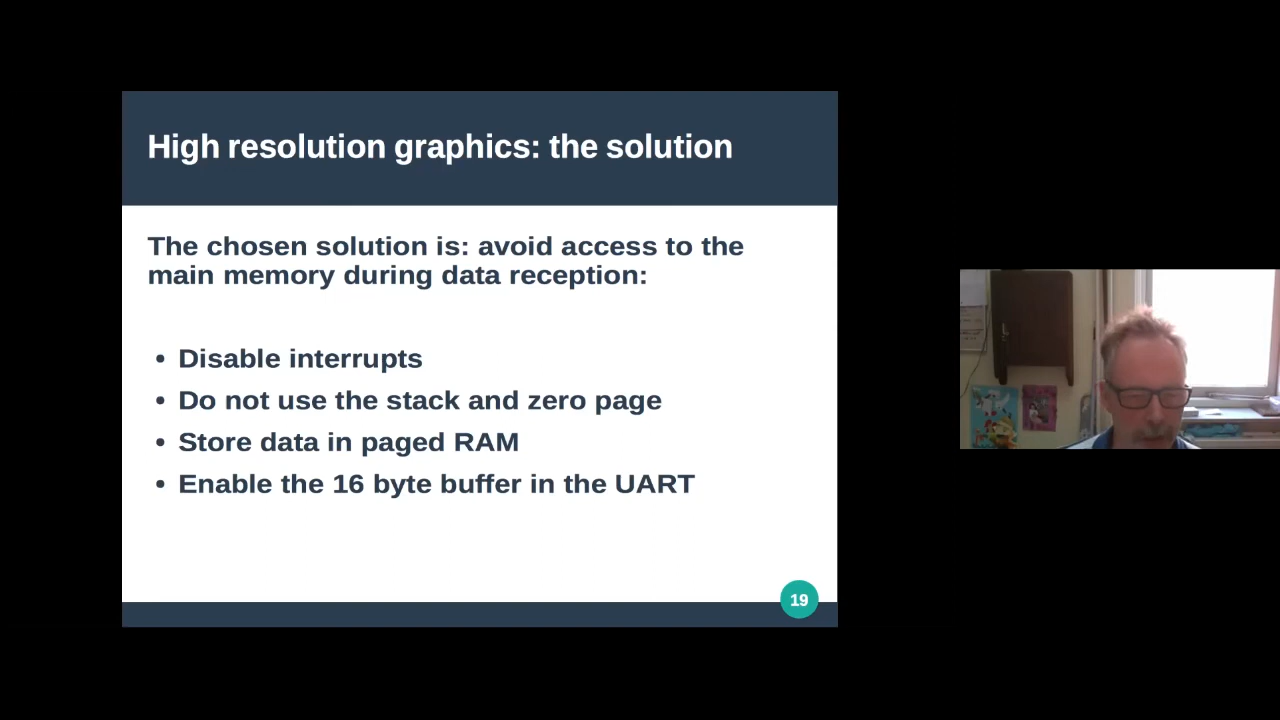 High resolution graphics: the solution
The chosen solution is: avoid access to the
main memory during data reception:
• Disable interrupts
• Do not use the stack and zero page
• Store data in paged RAM
• Enable the 16 byte buffer in the UART
19